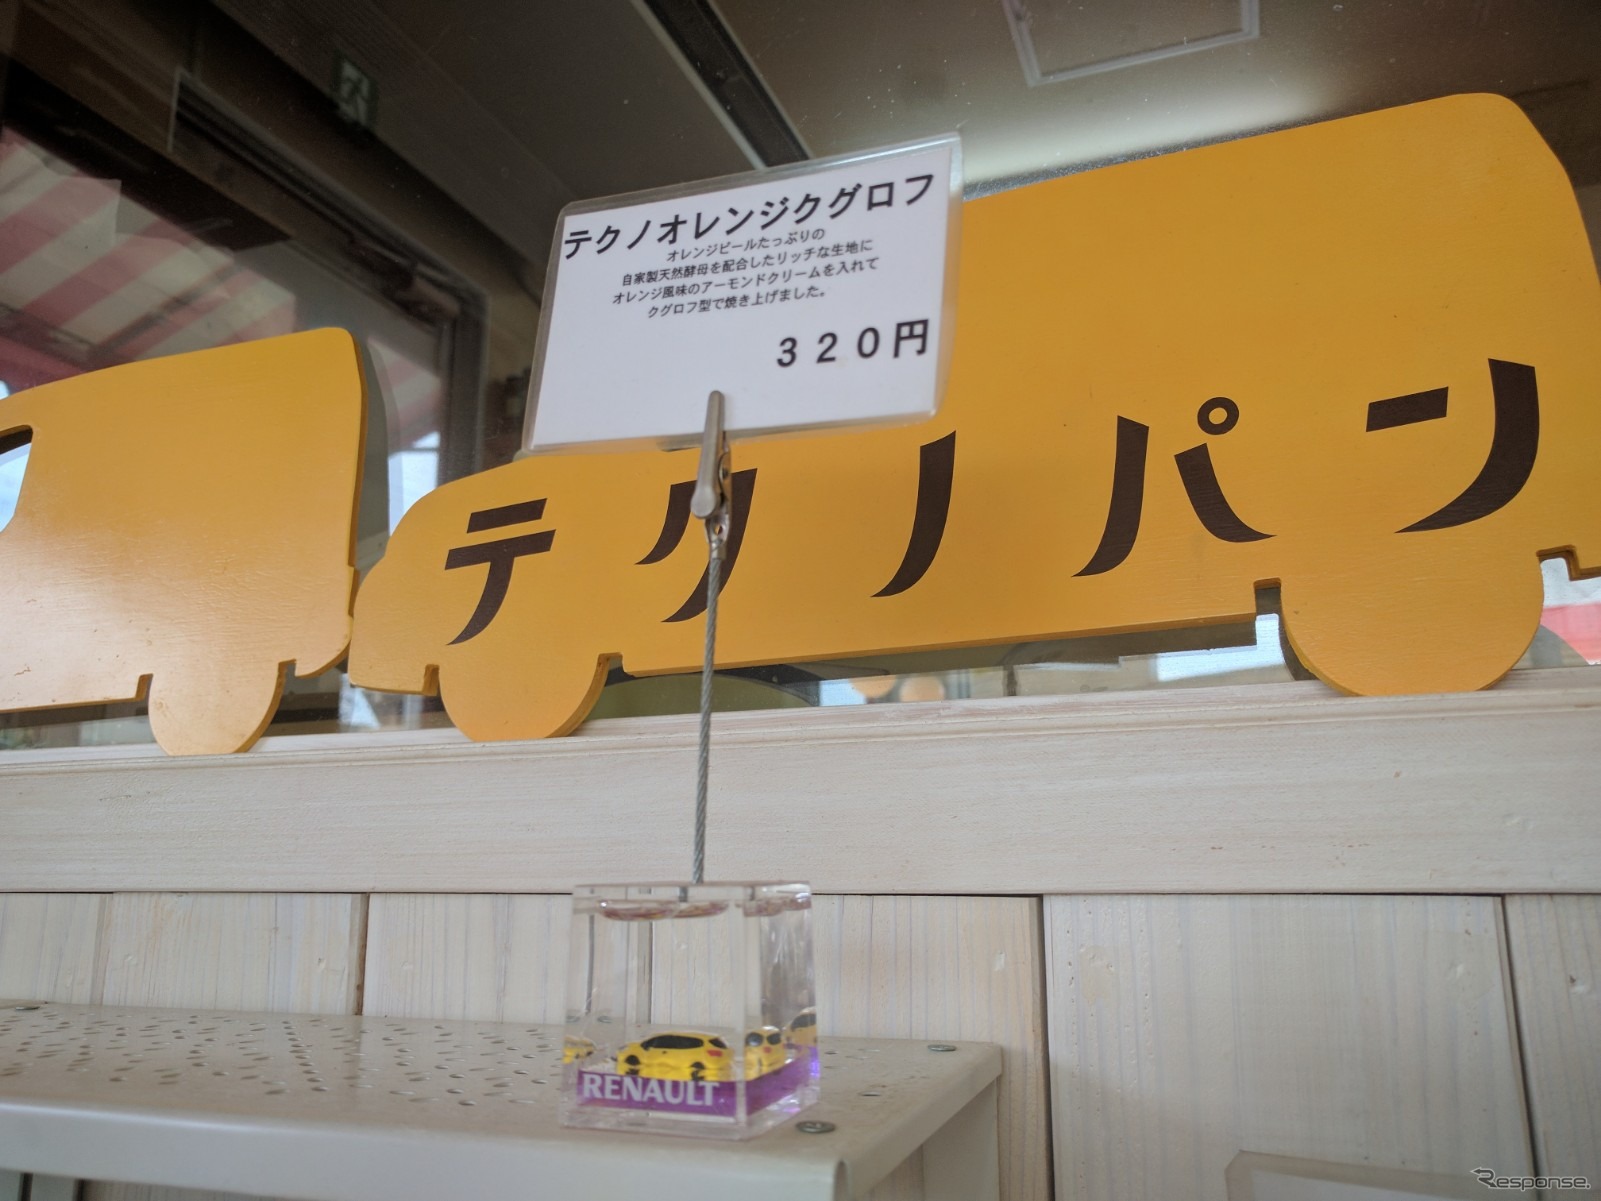 テクノオレンジクグロフ
オレンジピールたっぷりの
自家製天然酵母を配合したリッチな生地に
オレンジ風味のアーモンドクリームを入れて
クグロフ型で焼き上げました。
320円
テクノパン
RENAULT
Response.